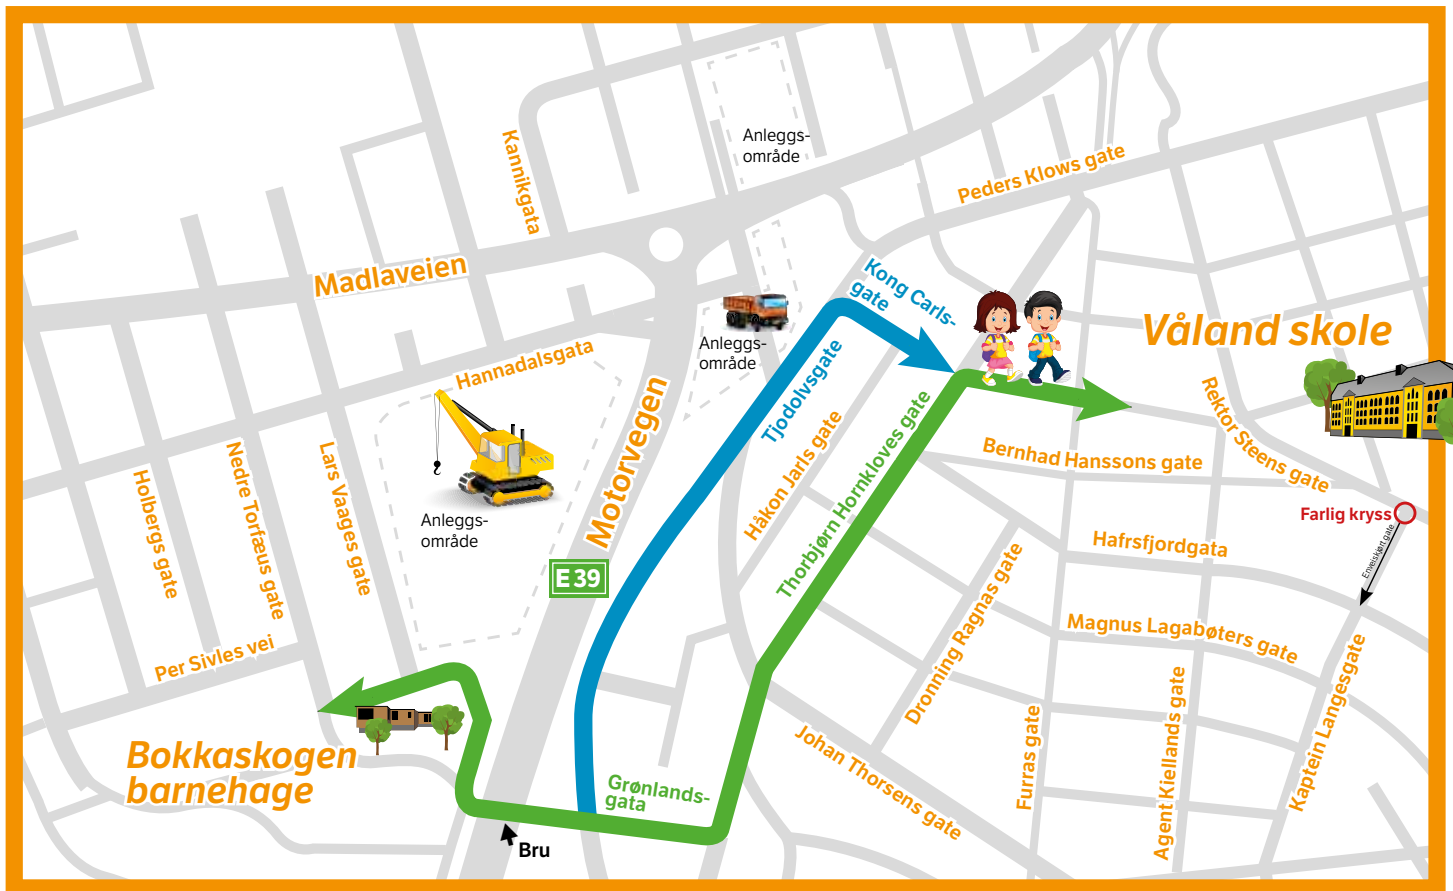 Kannikgata
Anleggs-
område
Peders Klows gate
Madlaveien
Kong Carls-
gate
Våland skole
Anleggs-
område
Hannadalsgata
Tjodolvsgate
Motorvegen
Håkon Jarls gate
Thorbjørn Hornkloves gate
Rektor Steens gate
Bernhad Hanssons gate
Holbergs gate
Nedre Torfæus gate
Lars Vaages gate
Anleggs-
område
E 39
Farlig kryss
Enveiskjørt gate
Hafrsfjordgata
Dronning Ragnas gate
Magnus Lagabøters gate
Per Sivles vei
Kaptein Langesgate
Agent Kiellands gate
Furras gate
Johan Thorsens gate
Bokkaskogen
barnehage
Grønlands-
gata
Bru